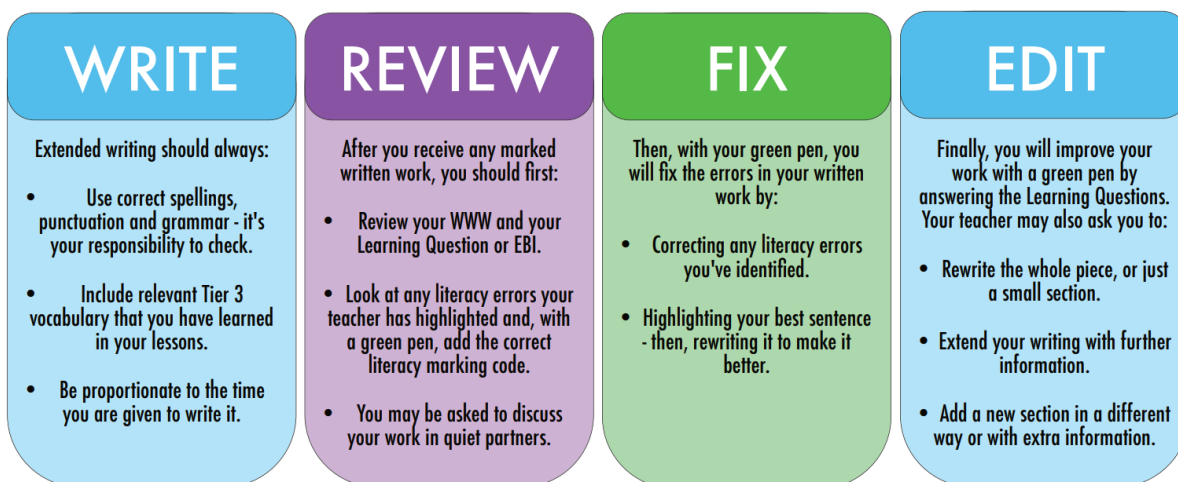 WRITE
Extended writing should always:
• Use correct spellings,
punctuation and grammar - it's
your responsibility to check.
• Include relevant Tier 3
vocabulary that you have learned
in your lessons.
• Be proportionate to the time
you are given to write it.
REVIEW
After you receive any marked
written work, you should first:
• Review your WWW and your
Learning Question or EBI.
• Look at any literacy errors your
teacher has highlighted and, with
a green pen, add the correct
literacy marking code.
• You may be asked to discuss
your work in quiet partners.
FIX
Then, with your green pen, you
will fix the errors in your written
work by:
• Correcting any literacy errors
you've identified.
• Highlighting your best sentence
- then, rewriting it to make it
better.
EDIT
Finally, you will improve your
work with a green pen by
answering the Learning Questions.
Your teacher may also ask you to:
• Rewrite the whole piece, or just
a small section.
• Extend your writing with further
information.
• Add a new section in a different
way or with extra information.